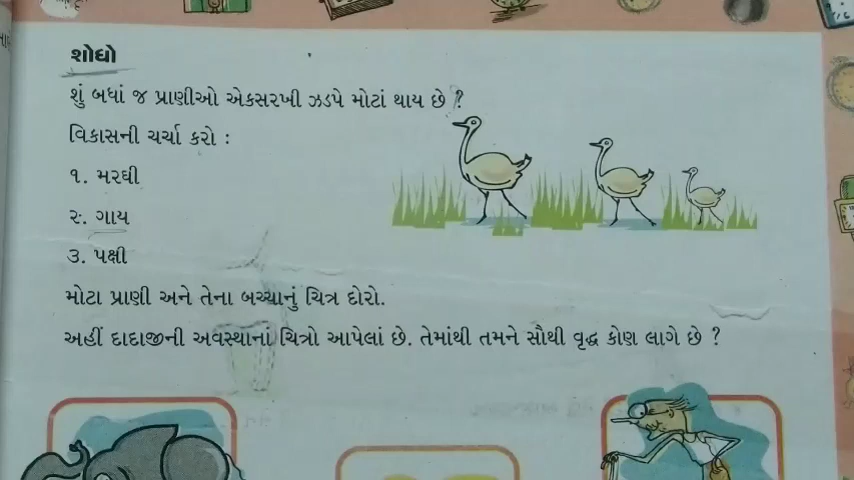 શોધો
શું બધાં જ પ્રાણીઓ એકસરખી ઝડપે મોટાં થાય છે ?
વિકાસની ચર્ચા કરો :
૧. મરઘી
૨. ગાય
૩. પક્ષી
મોટા પ્રાણી અને તેના બચ્ચાનું ચિત્ર દોરો.
અહીં દાદાજીની અવસ્થાનાં ચિત્રો આપેલાં છે. તેમાંથી તમને સૌથી વૃદ્ધ કોણ લાગે છે ?